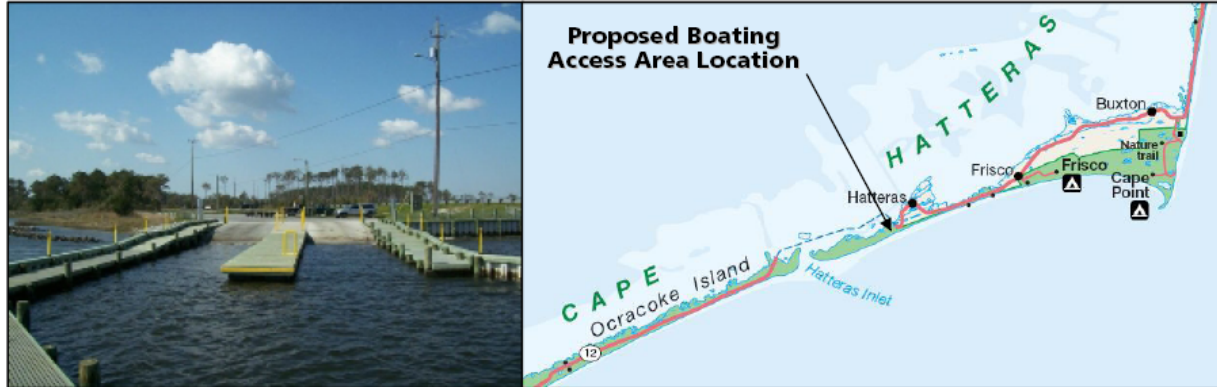 Proposed Boating
Access Area Location
HATTERAS
Buxton
Nature
trail
Frisco
Frisco
Cape
Point
Hatteras
Hatteras Inlet
CAPE
Ocracoke Island
12